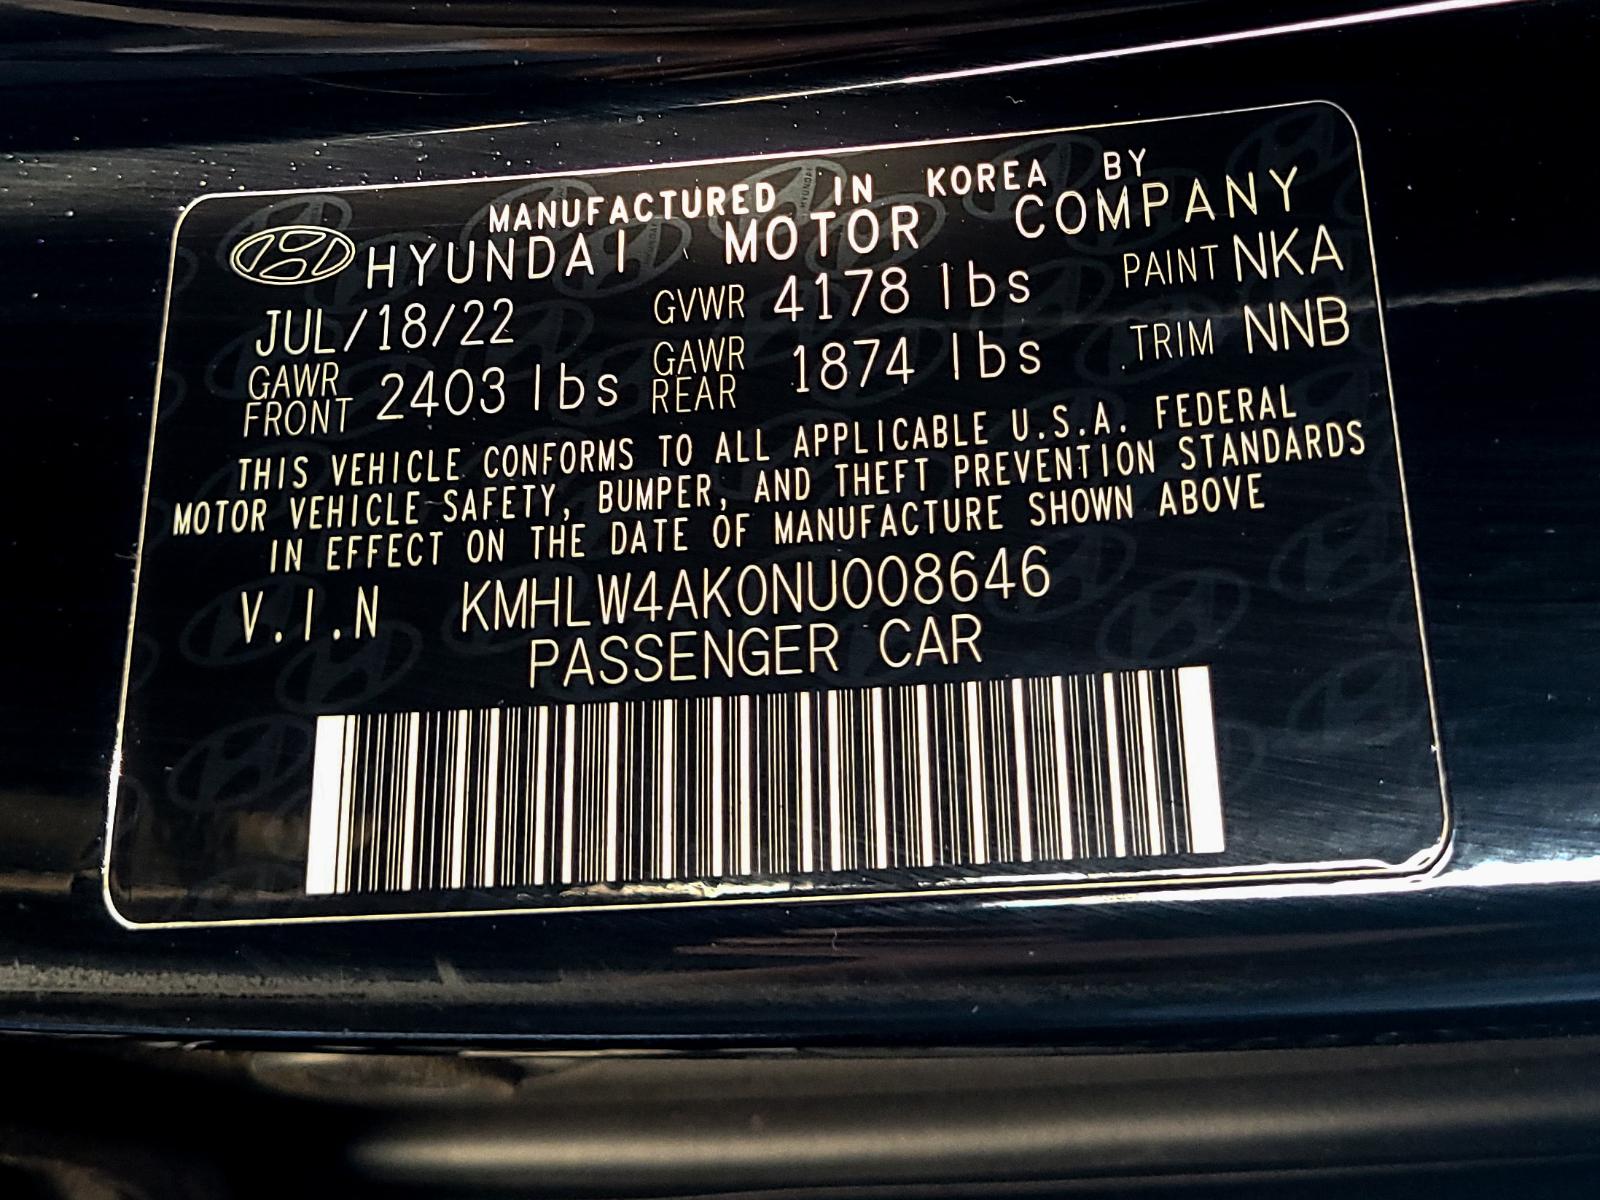 MANUFACTURED IN KOREA BY
HYUNDAI MOTOR COMPANY
JUL/18/22 GVWR 4178 lbs PAINT NKA
GAWR FRONT 2403 lbs GAWR REAR 1874 lbs TRIM NNB
THIS VEHICLE CONFORMS TO ALL APPLICABLE U.S.A. FEDERAL
MOTOR VEHICLE SAFETY, BUMPER, AND THEFT PREVENTION STANDARDS
IN EFFECT ON THE DATE OF MANUFACTURE SHOWN ABOVE
V.I.N KMHLW4AK0NU008646
PASSENGER CAR